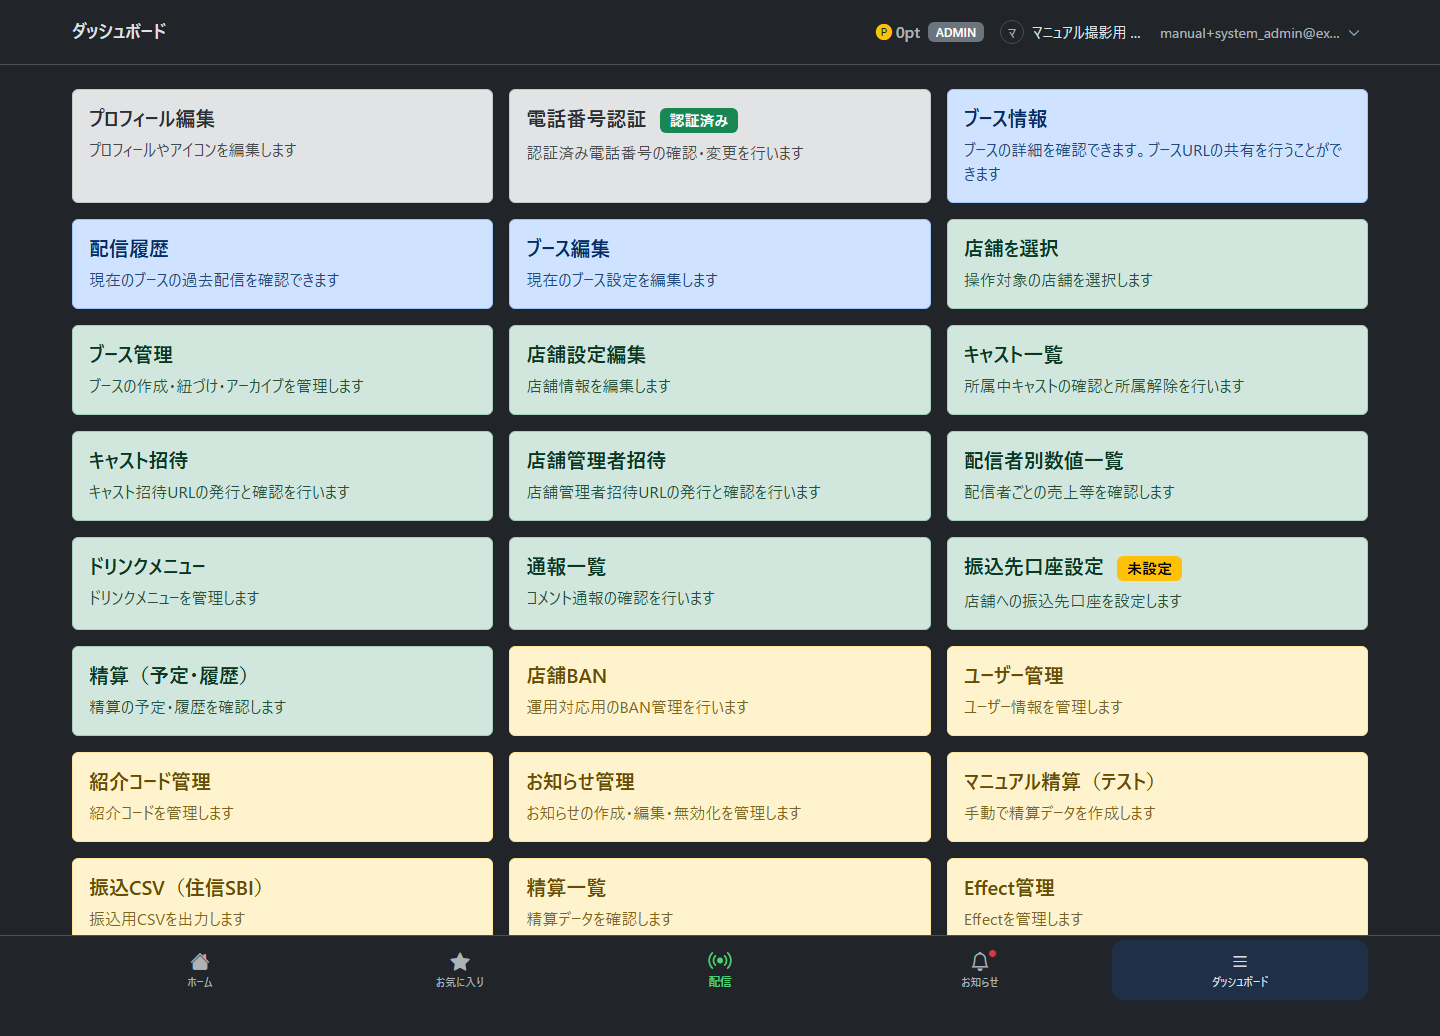 ダッシュボード
P 0pt ADMIN マ マニュアル撮影用 ... manual+system_admin@ex...
プロフィール編集
プロフィールやアイコンを編集します
電話番号認証 認証済み
認証済み電話番号の確認・変更を行います
ブース情報
ブースの詳細を確認できます。ブースURLの共有を行うことがで
きます
配信履歴
現在のブースの過去配信を確認できます
ブース編集
現在のブース設定を編集します
店舗を選択
操作対象の店舗を選択します
ブース管理
ブースの作成・紐づけ・アーカイブを管理します
店舗設定編集
店舗情報を編集します
キャスト一覧
所属中キャストの確認と所属解除を行います
キャスト招待
キャスト招待URLの発行と確認を行います
店舗管理者招待
店舗管理者招待URLの発行と確認を行います
配信者別数値一覧
配信者ごとの売上等を確認します
ドリンクメニュー
ドリンクメニューを管理します
通報一覧
コメント通報の確認を行います
振込先口座設定 未設定
店舗への振込先口座を設定します
精算（予定・履歴）
精算の予定・履歴を確認します
店舗BAN
運用対応用のBAN管理を行います
ユーザー管理
ユーザー情報を管理します
紹介コード管理
紹介コードを管理します
お知らせ管理
お知らせの作成・編集・無効化を管理します
マニュアル精算（テスト）
手動で精算データを作成します
振込CSV（住信SBI）
振込用CSVを出力します
精算一覧
精算データを確認します
Effect管理
Effectを管理します
ホーム
お気に入り
配信
お知らせ
ダッシュボード